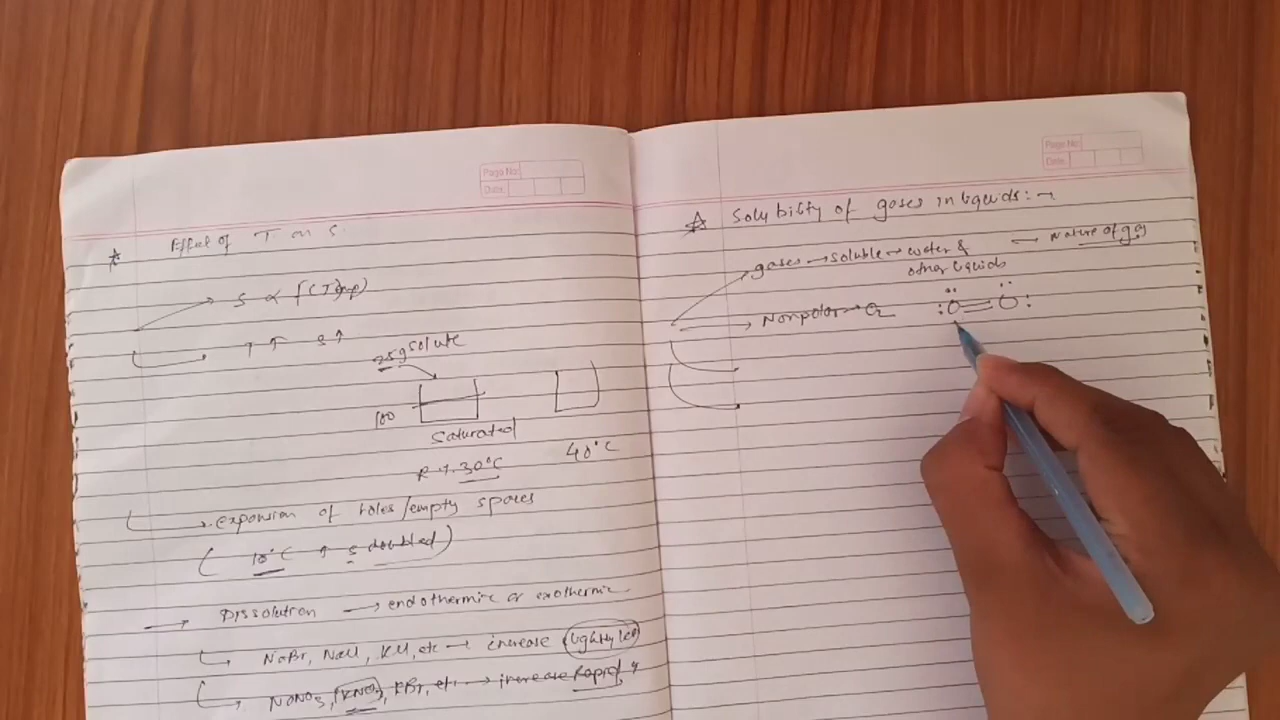 Page No:
Date:
Effect of T on S.
S ∝ f(Temp)
T ↑ S ↑
25g solute
100
Saturated
R.T. 30°C
40°C
expansion of holes/empty spaces
(10°C ↑ S doubled)
Dissolution → endothermic or exothermic
NaBr, NaCl, KCl, etc → increase
NaNO3, (KNO3), KBr, etc → increase Rapidly
Page No:
Date:
Solubility of gases in liquids:-
gases → soluble → water & → Nature of gas
other liquids
Nonpolar → O2 :O=O: